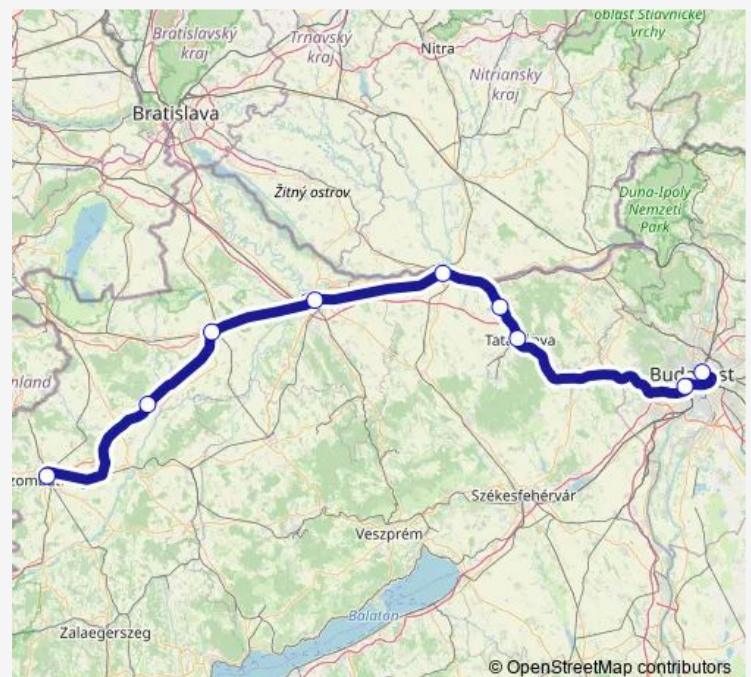 oblasť Štiavnické
vrchy
Bratislavský
kraj
Trnavský
kraj
Nitra
Nitriansky
kraj
Bratislava
Žitný ostrov
Duna-Ipoly
Nemzeti
Park
Székesfehérvár
Veszprém
Balaton
Zalaegerszeg
© OpenStreetMap contributors